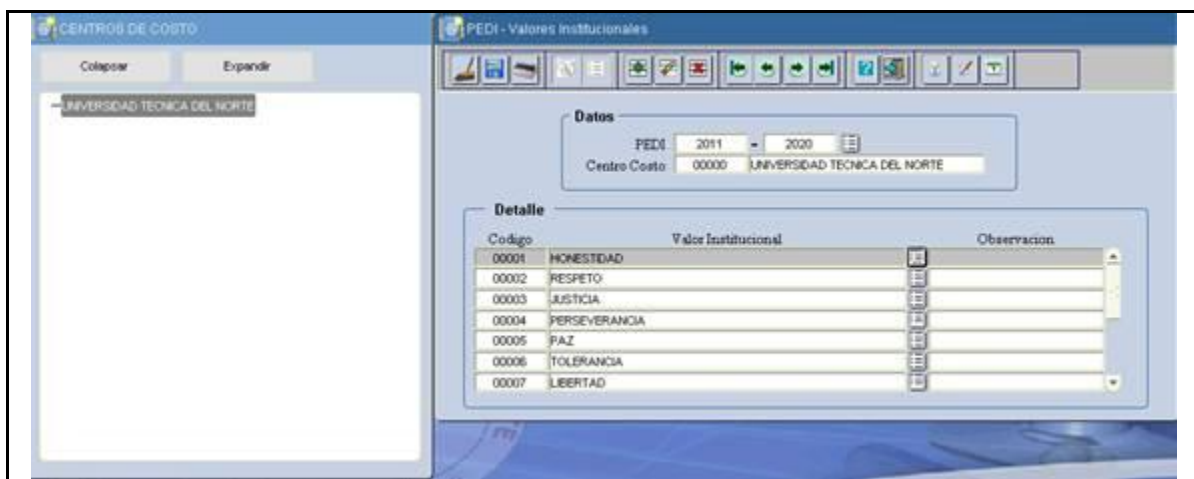 CENTROS DE COSTO
Colapsar Expandir
UNIVERSIDAD TECNICA DEL NORTE
PEDI - Valores Institucionales
Datos
PEDI 2011 - 2020
Centro Costo 00000 UNIVERSIDAD TECNICA DEL NORTE
Detalle
Codigo Valor Institucional Observacion
00001 HONESTIDAD
00002 RESPETO
00003 JUSTICIA
00004 PERSEVERANCIA
00005 PAZ
00006 TOLERANCIA
00007 LIBERTAD